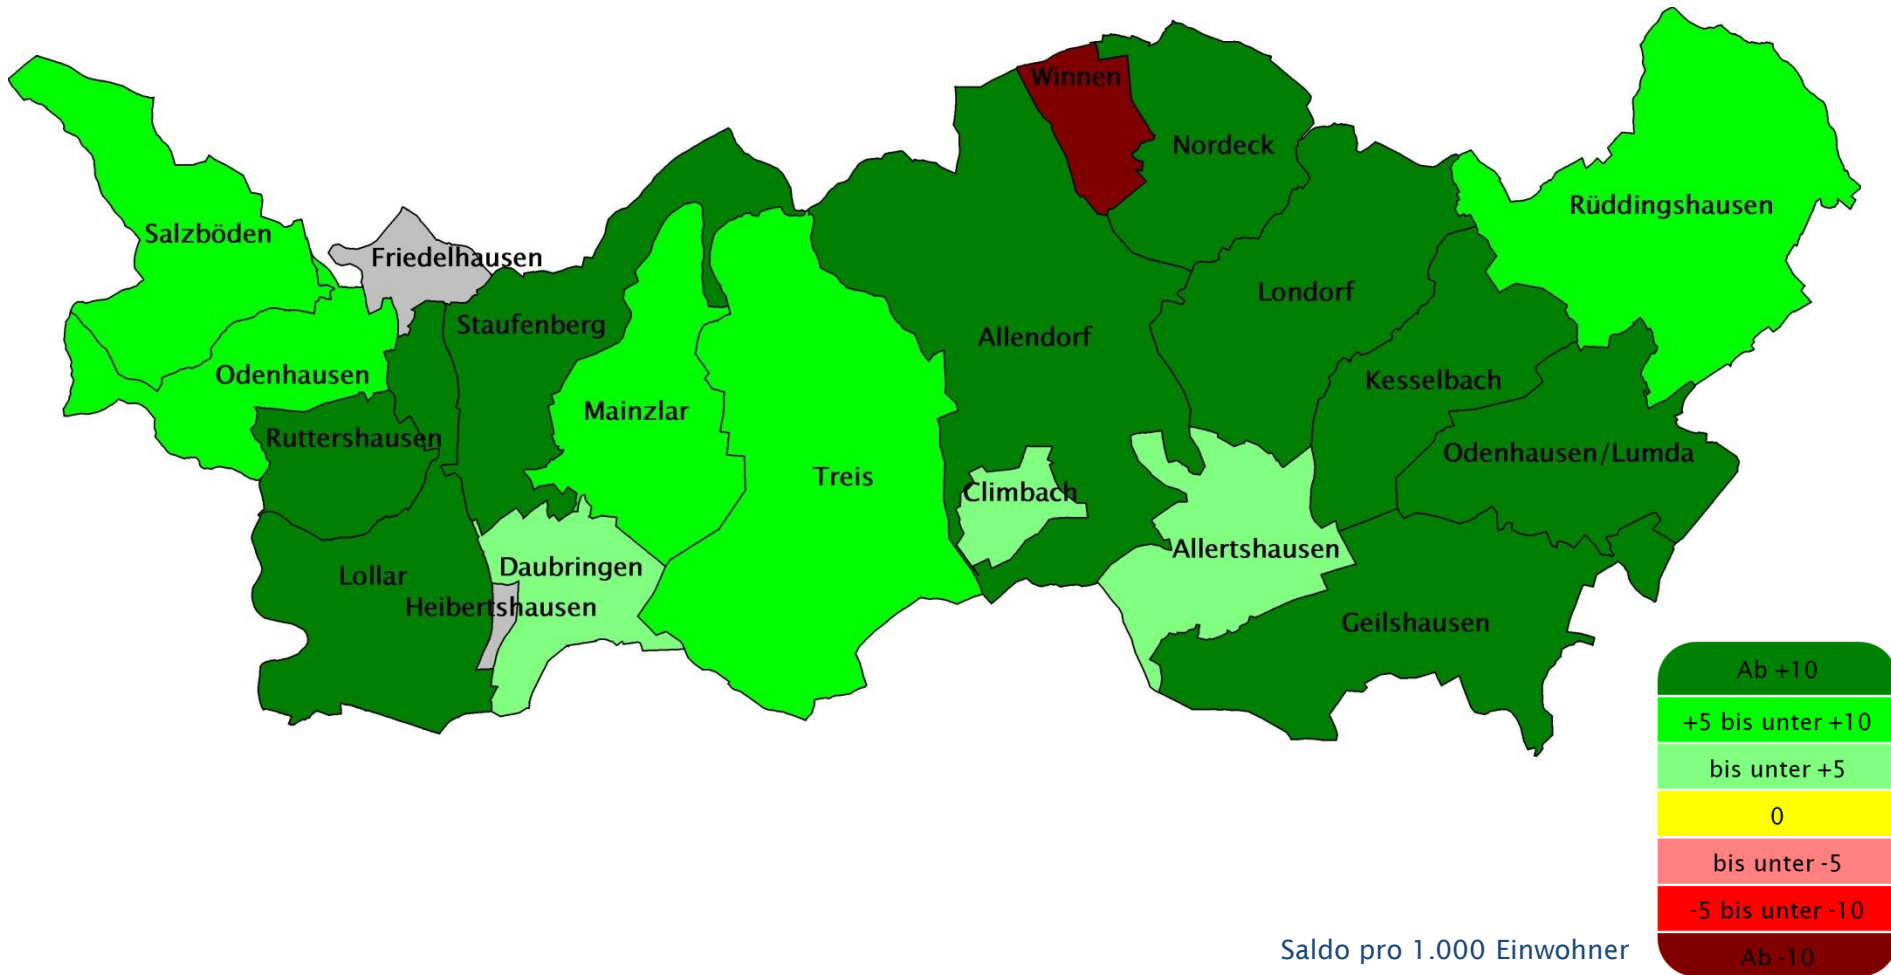 Winnen
Nordeck
Rüddingshausen
Salzböden
Friedelhausen
Londorf
Staufenberg
Allendorf
Odenhausen
Kesselbach
Mainzlar
Ruttershausen
Odenhausen/Lumda
Treis
Climbach
Allertshausen
Daubringen
Lollar
Heibertshausen
Geilshausen
Ab +10
+5 bis unter +10
bis unter +5
0
bis unter -5
-5 bis unter -10
Saldo pro 1.000 Einwohner
Ab -10